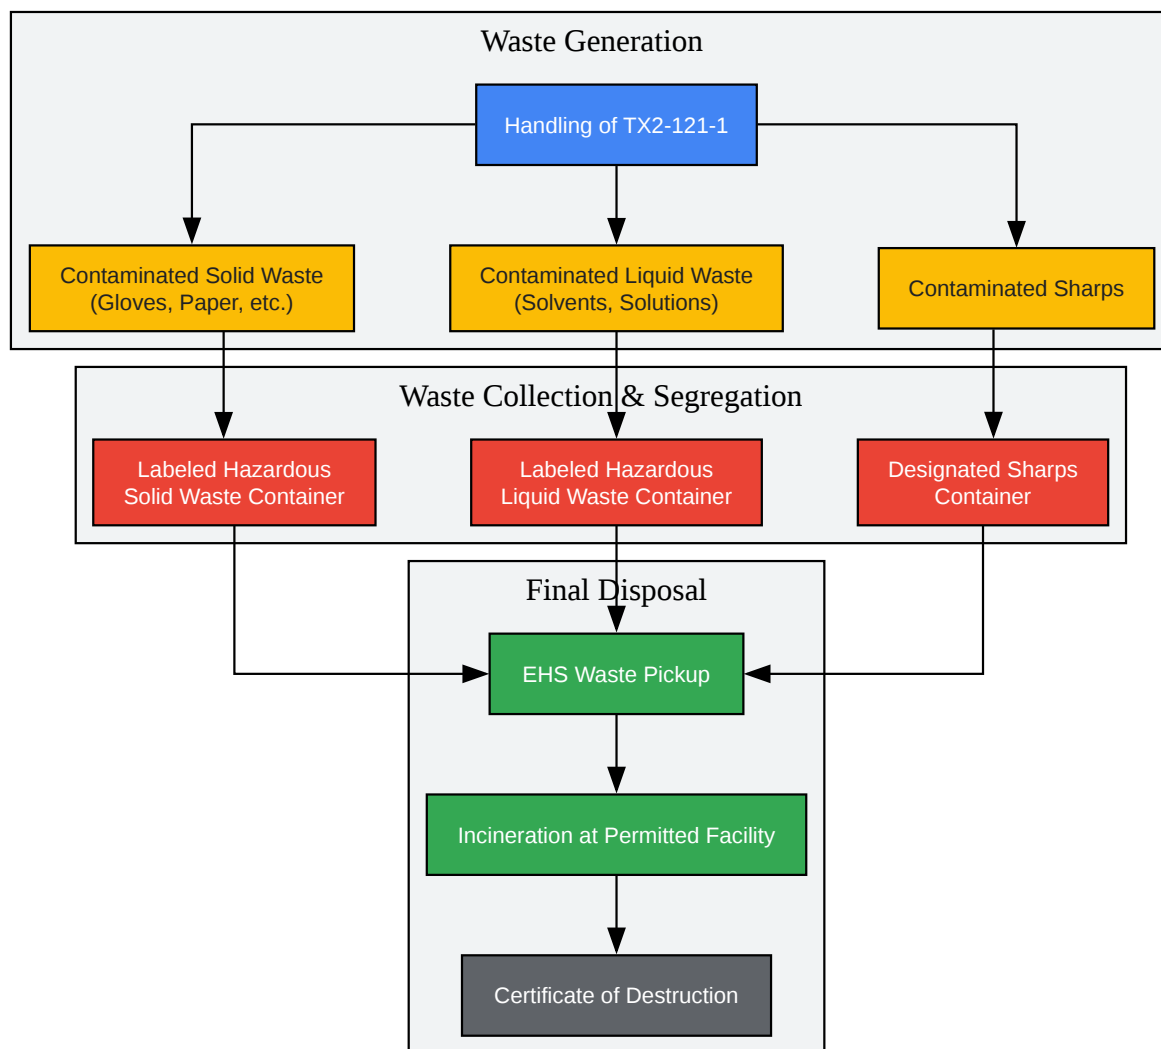 Waste Generation
Handling of TX2-121-1
Contaminated Solid Waste
(Gloves, Paper, etc.)
Contaminated Liquid Waste
(Solvents, Solutions)
Contaminated Sharps
Waste Collection & Segregation
Labeled Hazardous
Solid Waste Container
Labeled Hazardous
Liquid Waste Container
Designated Sharps
Container
Final Disposal
EHS Waste Pickup
Incineration at Permitted Facility
Certificate of Destruction